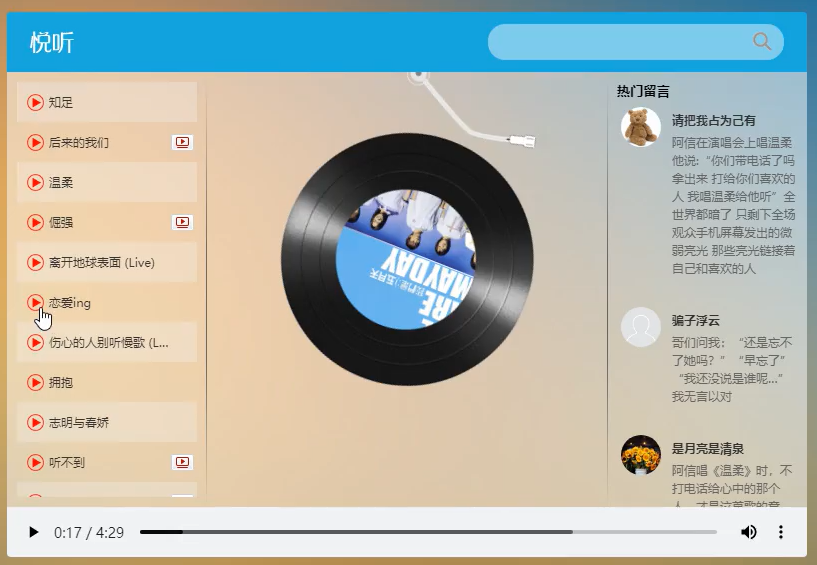 悦听
知足
后来的我们
温柔
倔强
离开地球表面 (Live)
恋爱ing
伤心的人别听慢歌 (L...
拥抱
志明与春娇
听不到
MAYDAY
热门留言
请把我占为己有
阿信在演唱会上唱温柔
他说:“你们带电话了吗
拿出来 打给你们喜欢的
人 我唱温柔给他听” 全
世界都暗了 只剩下全场
观众手机屏幕发出的微
弱亮光 那些亮光链接着
自己和喜欢的人
骗子浮云
哥们问我：“还是忘不
了她吗？”“早忘了”
“我还没说是谁呢...”
我无言以对
是月亮是清泉
阿信唱《温柔》时，不
打电话给心中的那个
人，才是这首歌的意
0:17 / 4:29